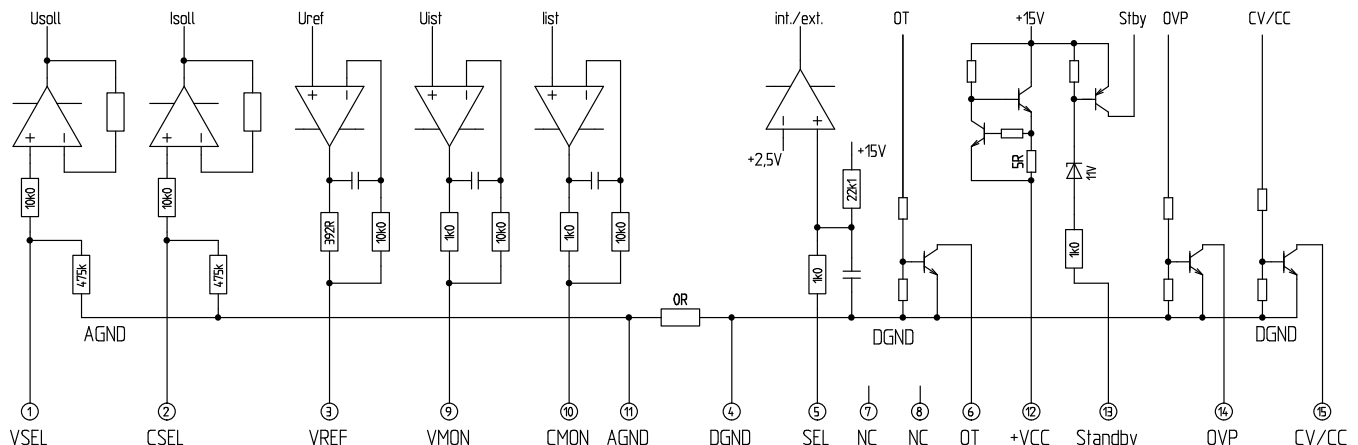 Usoll Isoll Uref Uist Iist int./ext. OT +15V Stby OVP CV/CC
+ − + − + − + − + − − +
+2,5V +15V
5R 11V
10k0 10k0 22k1
392R 10k0 1k0 10k0 1k0 10k0
475k 475k 1k0 1k0
0R
AGND DGND DGND
1 2 3 9 10 11 4 5 7 8 6 12 13 14 15
VSEL CSEL VREF VMON CMON AGND DGND SEL NC NC OT +VCC Standby OVP CV/CC